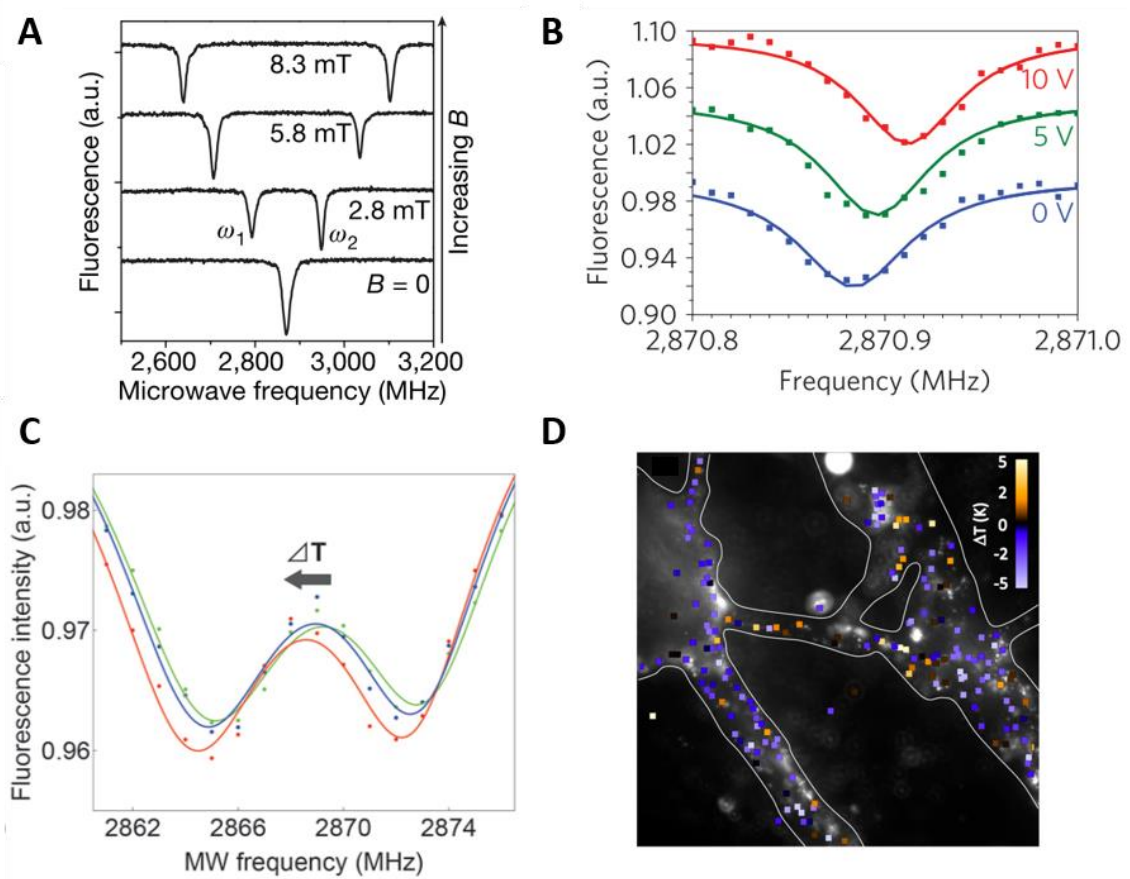 A
Fluorescence (a.u.)
8.3 mT
5.8 mT
2.8 mT
ω1
ω2
B = 0
Increasing B
2,600 2,800 3,000 3,200
Microwave frequency (MHz)
B
Fluorescence (a.u.)
1.10
1.06
1.02
0.98
0.94
0.90
10 V
5 V
0 V
2,870.8 2,870.9 2,871.0
Frequency (MHz)
C
Fluorescence intensity (a.u.)
0.98
0.97
0.96
⊿T
2862 2866 2870 2874
MW frequency (MHz)
D
ΔT (K)
5
2
0
-2
-5